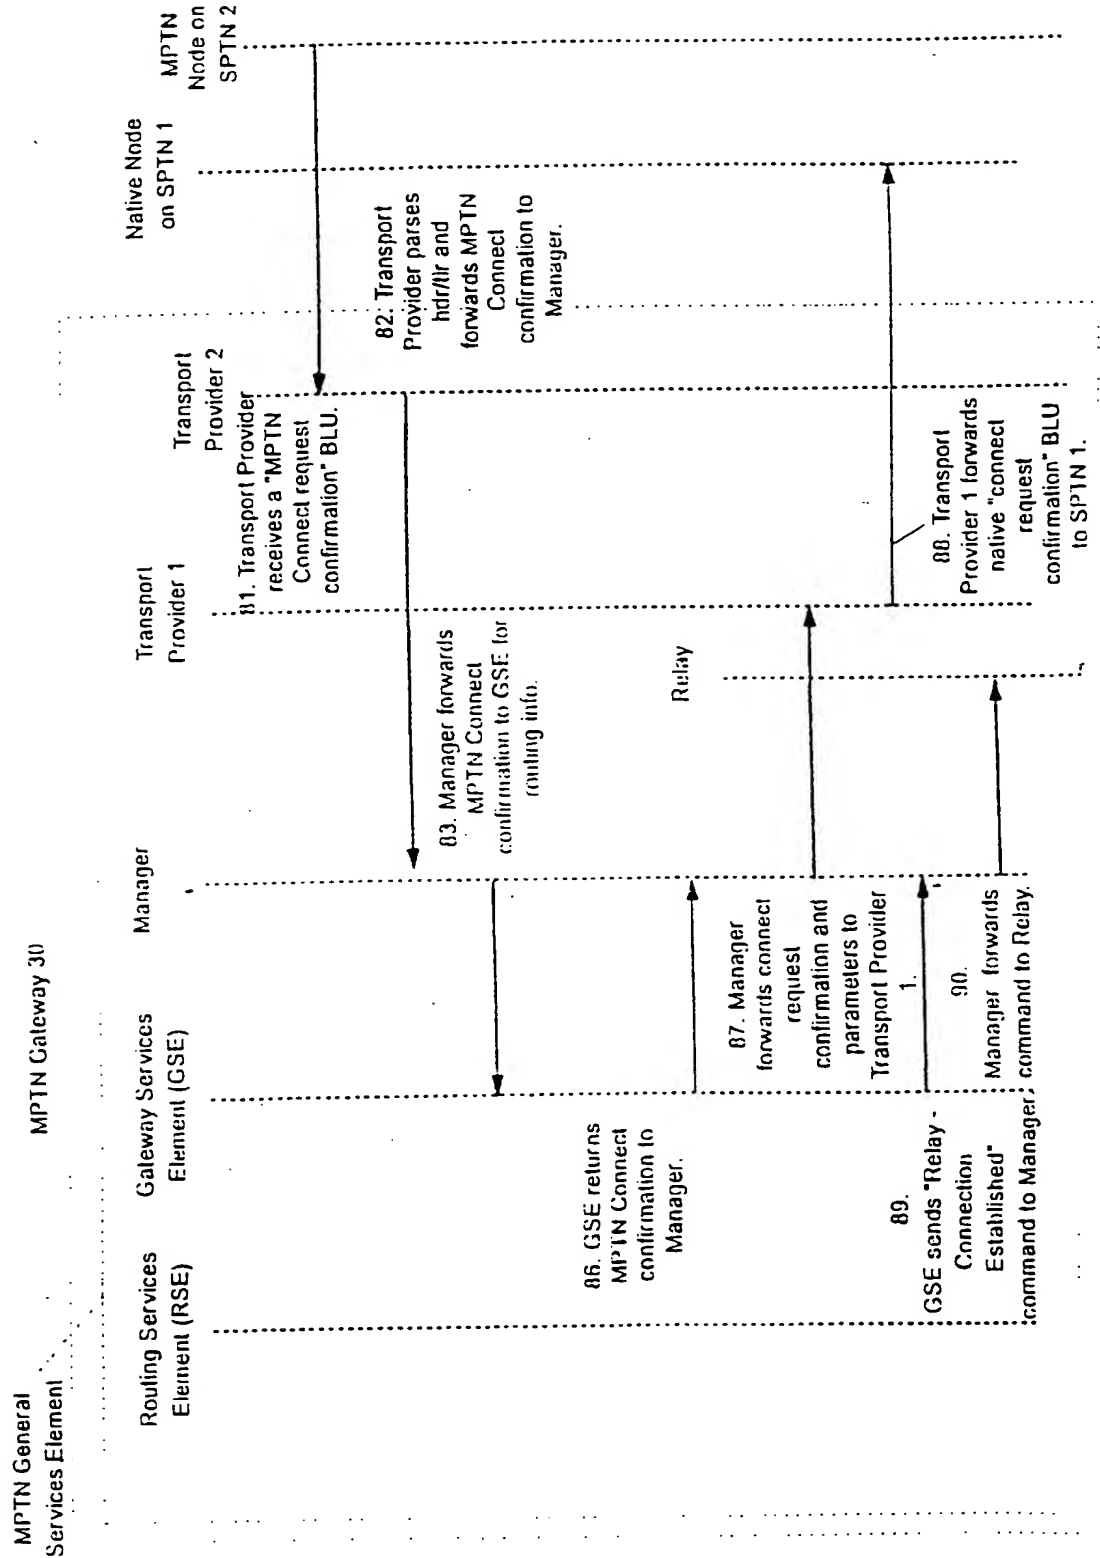 MPTN General
Services Element
MPTN Gateway 30
Routing Services
Element (RSE)
Gateway Services
Element (GSE)
Manager
Transport
Provider 1
Transport
Provider 2
Native Node
on SPTN 1
MPTN
Node on
SPTN 2
81. Transport Provider
receives a "MPTN
Connect request
confirmation" BLU.
82. Transport
Provider parses
hdr/tlr and
forwards MPTN
Connect
confirmation to
Manager.
83. Manager forwards
MPTN Connect
confirmation to GSE for
routing info.
86. GSE returns
MPTN Connect
confirmation to
Manager.
Relay
87. Manager
forwards connect
request
confirmation and
parameters to
Transport Provider
1.
88. Transport
Provider 1 forwards
native "connect
request
confirmation" BLU
to SPTN 1.
89.
GSE sends "Relay -
Connection
Established"
command to Manager.
90.
Manager forwards
command to Relay.